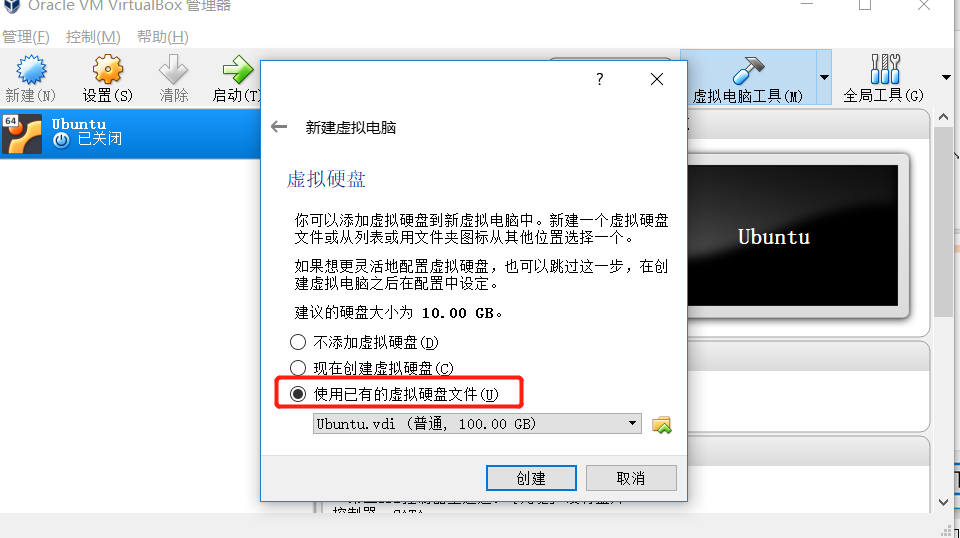 Oracle VM VirtualBox 管理器
管理(F) 控制(M) 帮助(H)
新建(N) 设置(S) 清除 启动(T) 虚拟电脑工具(M) 全局工具(G)
64
Ubuntu
已关闭
?
新建虚拟电脑
虚拟硬盘
你可以添加虚拟硬盘到新虚拟电脑中。新建一个虚拟硬盘
文件或从列表或用文件夹图标从其他位置选择一个。
如果想更灵活地配置虚拟硬盘，也可以跳过这一步，在创
建虚拟电脑之后在配置中设定。
建议的硬盘大小为 10.00 GB。
不添加虚拟硬盘(D)
现在创建虚拟硬盘(C)
使用已有的虚拟硬盘文件(U)
Ubuntu.vdi (普通, 100.00 GB)
创建 取消
Ubuntu